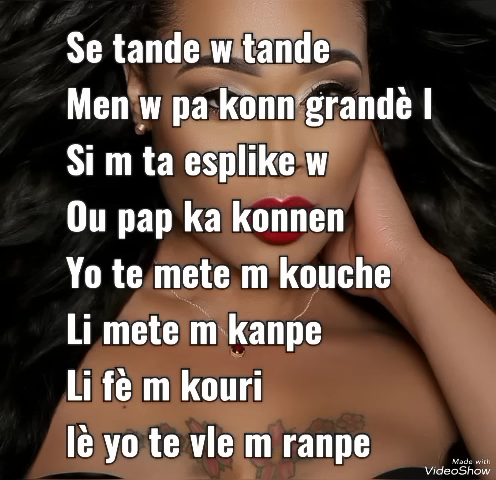 Se tande w tande
Men w pa konn grandè l
Si m ta esplike w
Ou pap ka konnen
Yo te mete m kouche
Li mete m kanpe
Li fè m kouri
lè yo te vle m ranpe
Made with
VideoShow